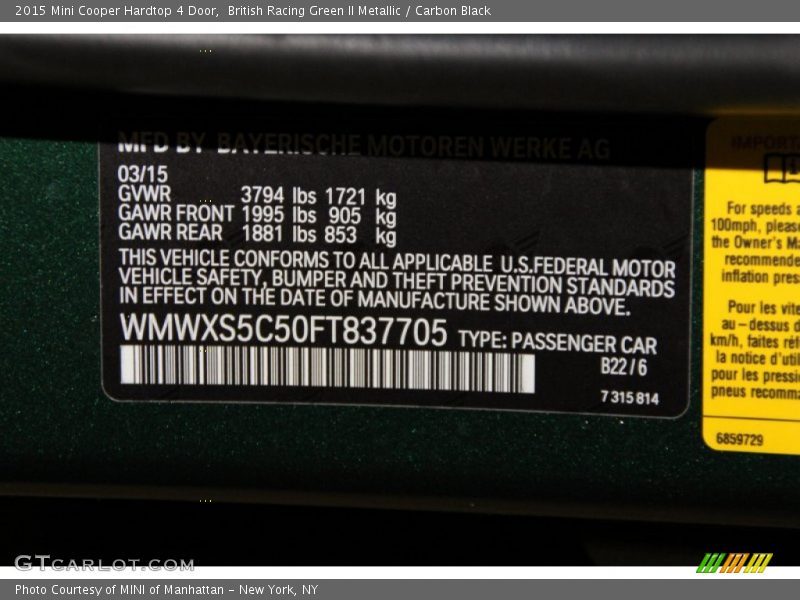 2015 Mini Cooper Hardtop 4 Door,  British Racing Green II Metallic / Carbon Black
MFD BY BAYERISCHE MOTOREN WERKE AG
03/15
GVWR 3794 lbs 1721 kg
GAWR FRONT 1995 lbs 905 kg
GAWR REAR 1881 lbs 853 kg
THIS VEHICLE CONFORMS TO ALL APPLICABLE U.S.FEDERAL MOTOR
VEHICLE SAFETY, BUMPER AND THEFT PREVENTION STANDARDS
IN EFFECT ON THE DATE OF MANUFACTURE SHOWN ABOVE.
WMWXS5C50FT837705 TYPE: PASSENGER CAR
B22/6
7 315 814
IMPORT
For speeds a
100mph, please
the Owner's Ma
recommende
inflation pres
Pour les vite
au-dessus d
km/h, faites réf
la notice d'util
pour les pressi
pneus recomma
6859729
GTCARLOT.COM
Photo Courtesy of MINI of Manhattan - New York, NY